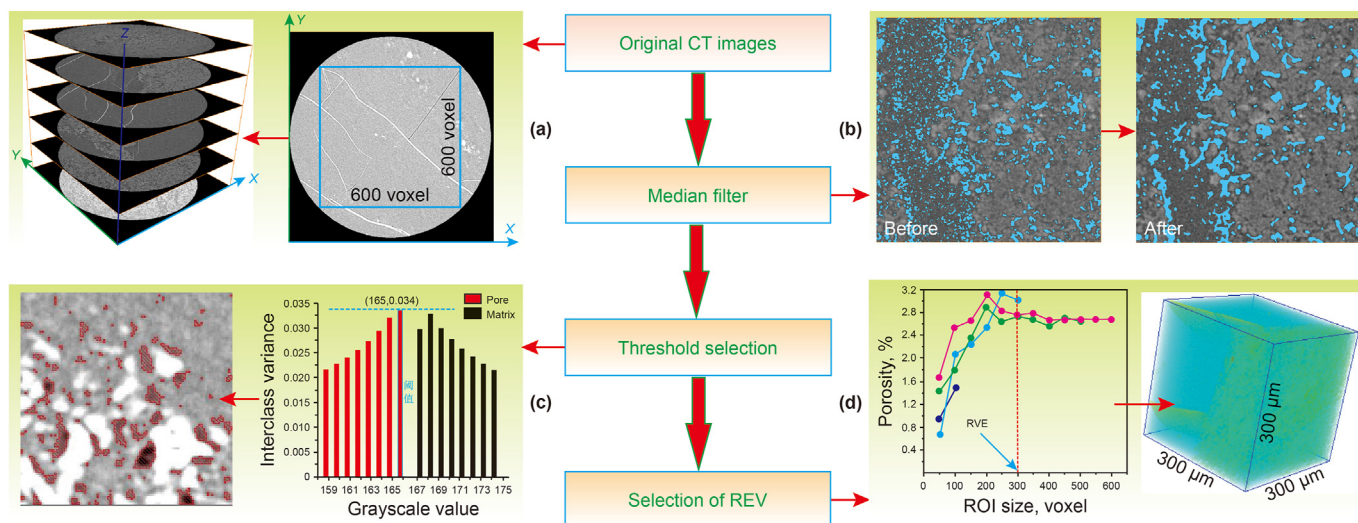 Original CT images
Median filter
Threshold selection
Selection of REV
(a)
Z
Y
X
Y
600 voxel
600 voxel
X
(b)
Before
After
(c)
(165,0.034)
Pore
Matrix
阈
值
Interclass variance
0.035
0.030
0.025
0.020
0.015
0.010
0.005
0
159 161 163 165 167 169 171 173 175
Grayscale value
(d)
Porosity, %
3.2
2.8
2.4
2.0
1.6
1.2
0.8
0.4
RVE
0 100 200 300 400 500 600
ROI size, voxel
300 μm
300 μm
300 μm